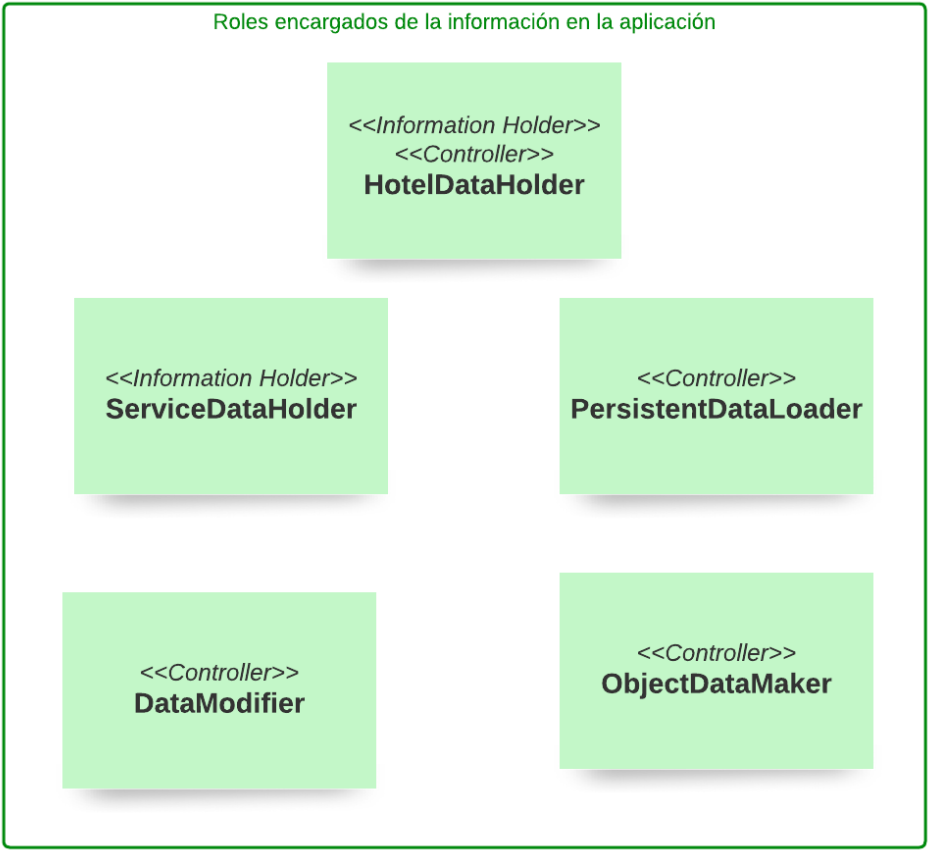 Roles encargados de la información en la aplicación
<<Information Holder>>
<<Controller>>
HotelDataHolder
<<Information Holder>>
ServiceDataHolder
<<Controller>>
PersistentDataLoader
<<Controller>>
DataModifier
<<Controller>>
ObjectDataMaker